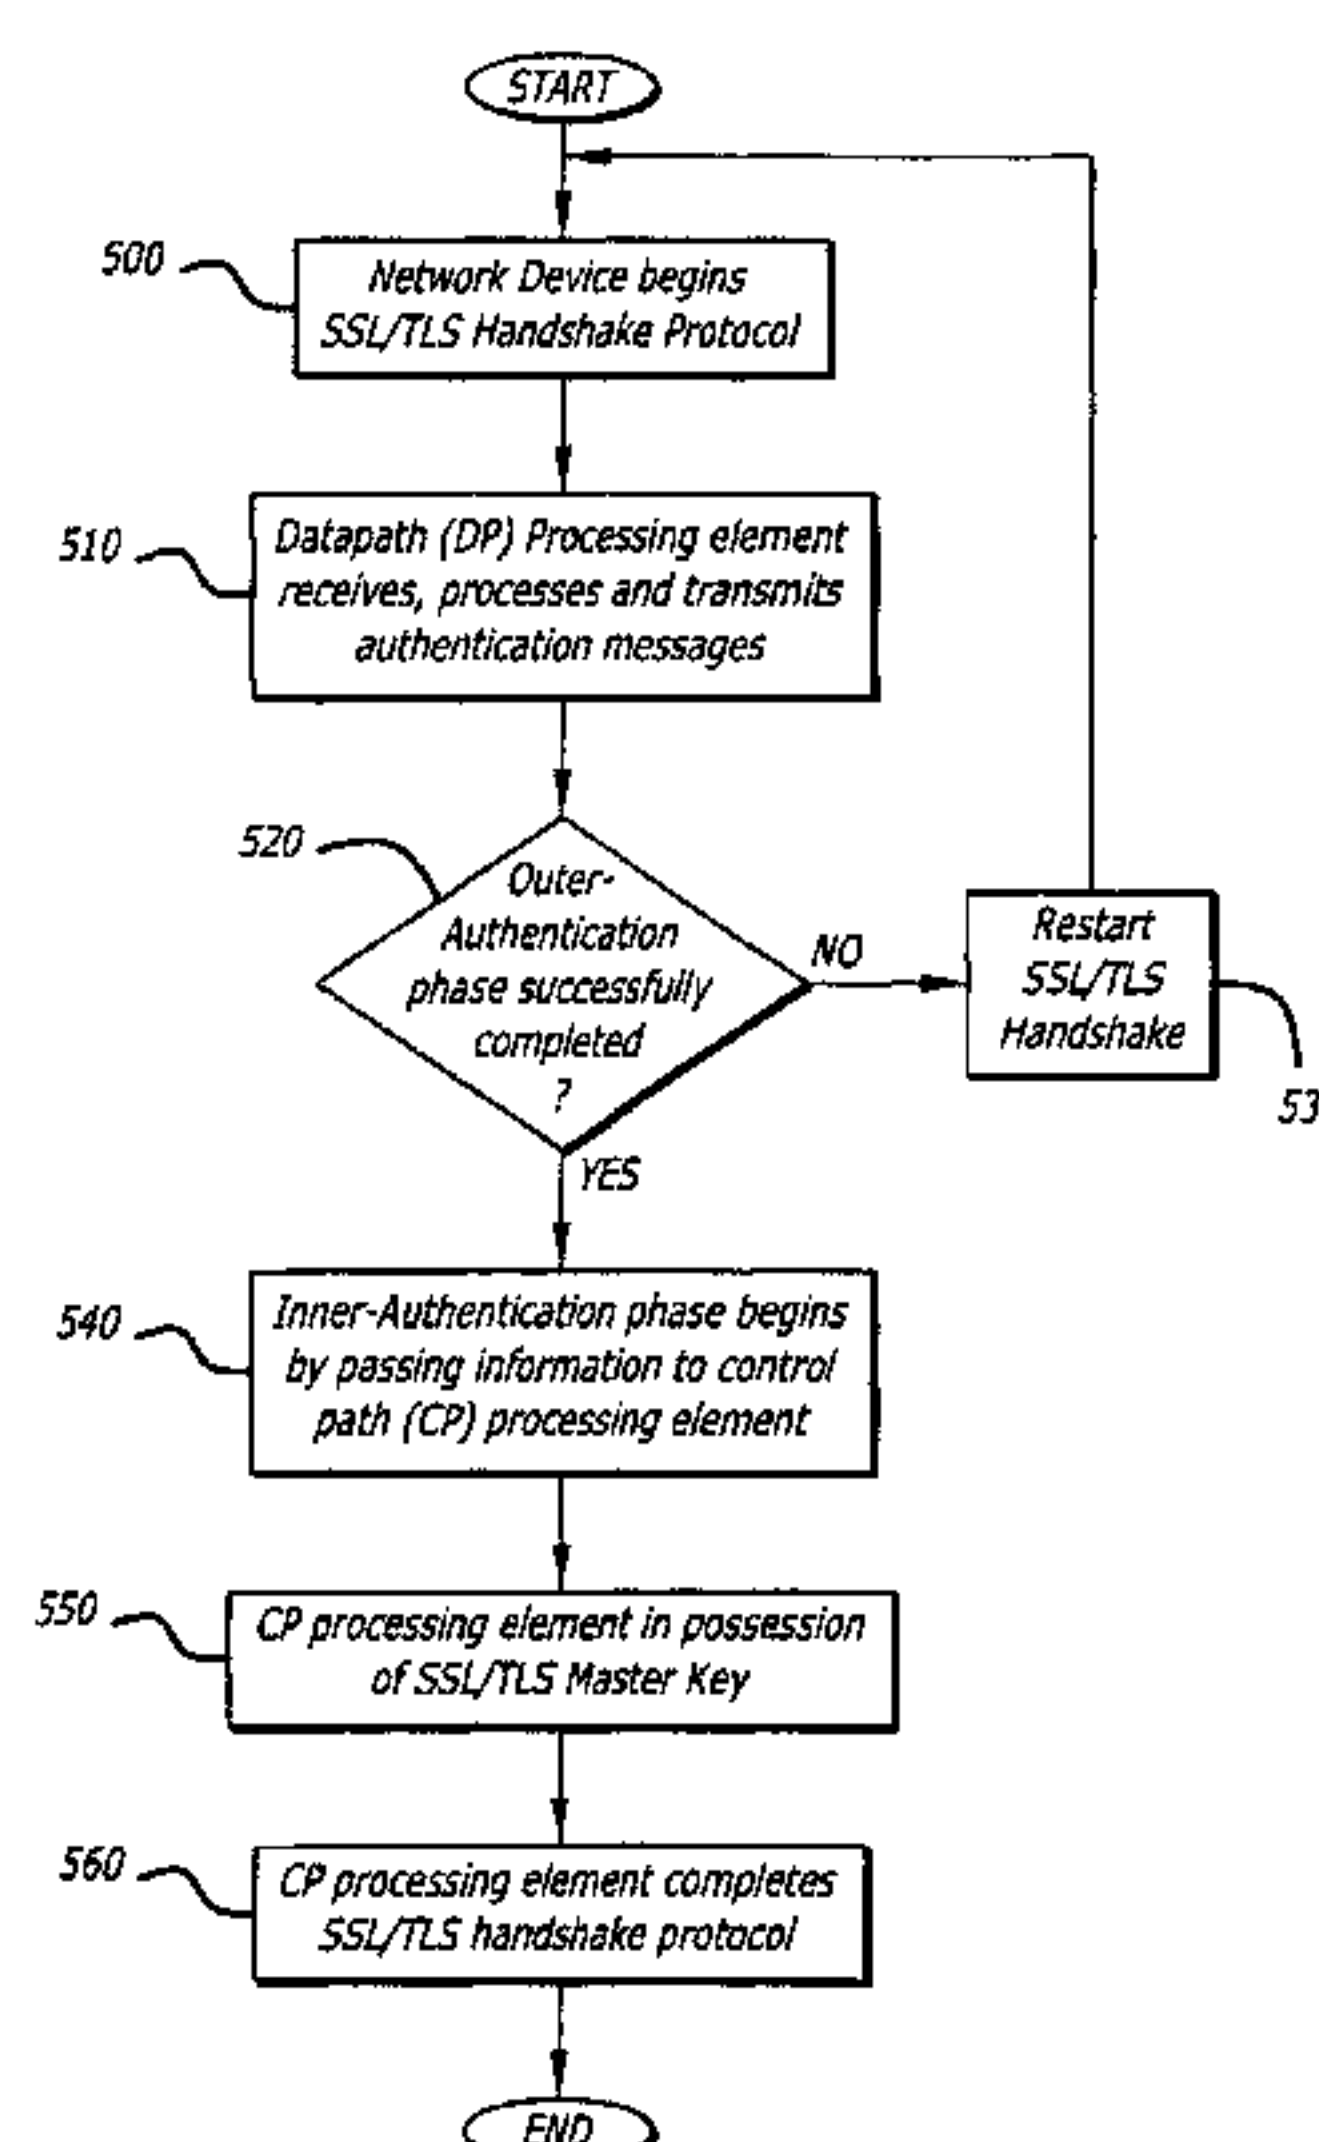 START
500
Network Device begins
SSL/TLS Handshake Protocol
510
Datapath (DP) Processing element
receives, processes and transmits
authentication messages
520
Outer-
Authentication
phase successfully
completed
?
NO
Restart
SSL/TLS
Handshake
53
YES
540
Inner-Authentication phase begins
by passing information to control
path (CP) processing element
550
CP processing element in possession
of SSL/TLS Master Key
560
CP processing element completes
SSL/TLS handshake protocol
END